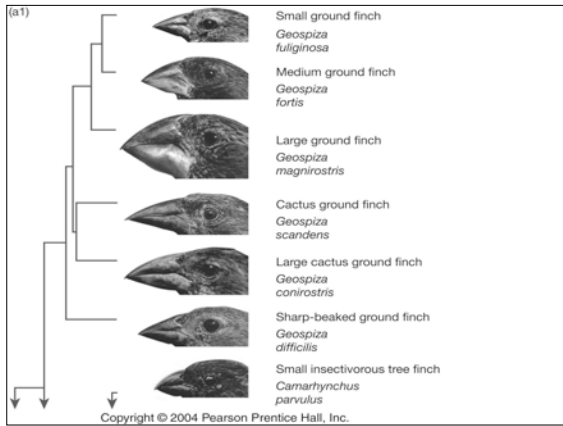 (a1)
Small ground finch
Geospiza
fuliginosa
Medium ground finch
Geospiza
fortis
Large ground finch
Geospiza
magnirostris
Cactus ground finch
Geospiza
scandens
Large cactus ground finch
Geospiza
conirostris
Sharp-beaked ground finch
Geospiza
difficilis
Small insectivorous tree finch
Camarhynchus
parvulus
Copyright © 2004 Pearson Prentice Hall, Inc.